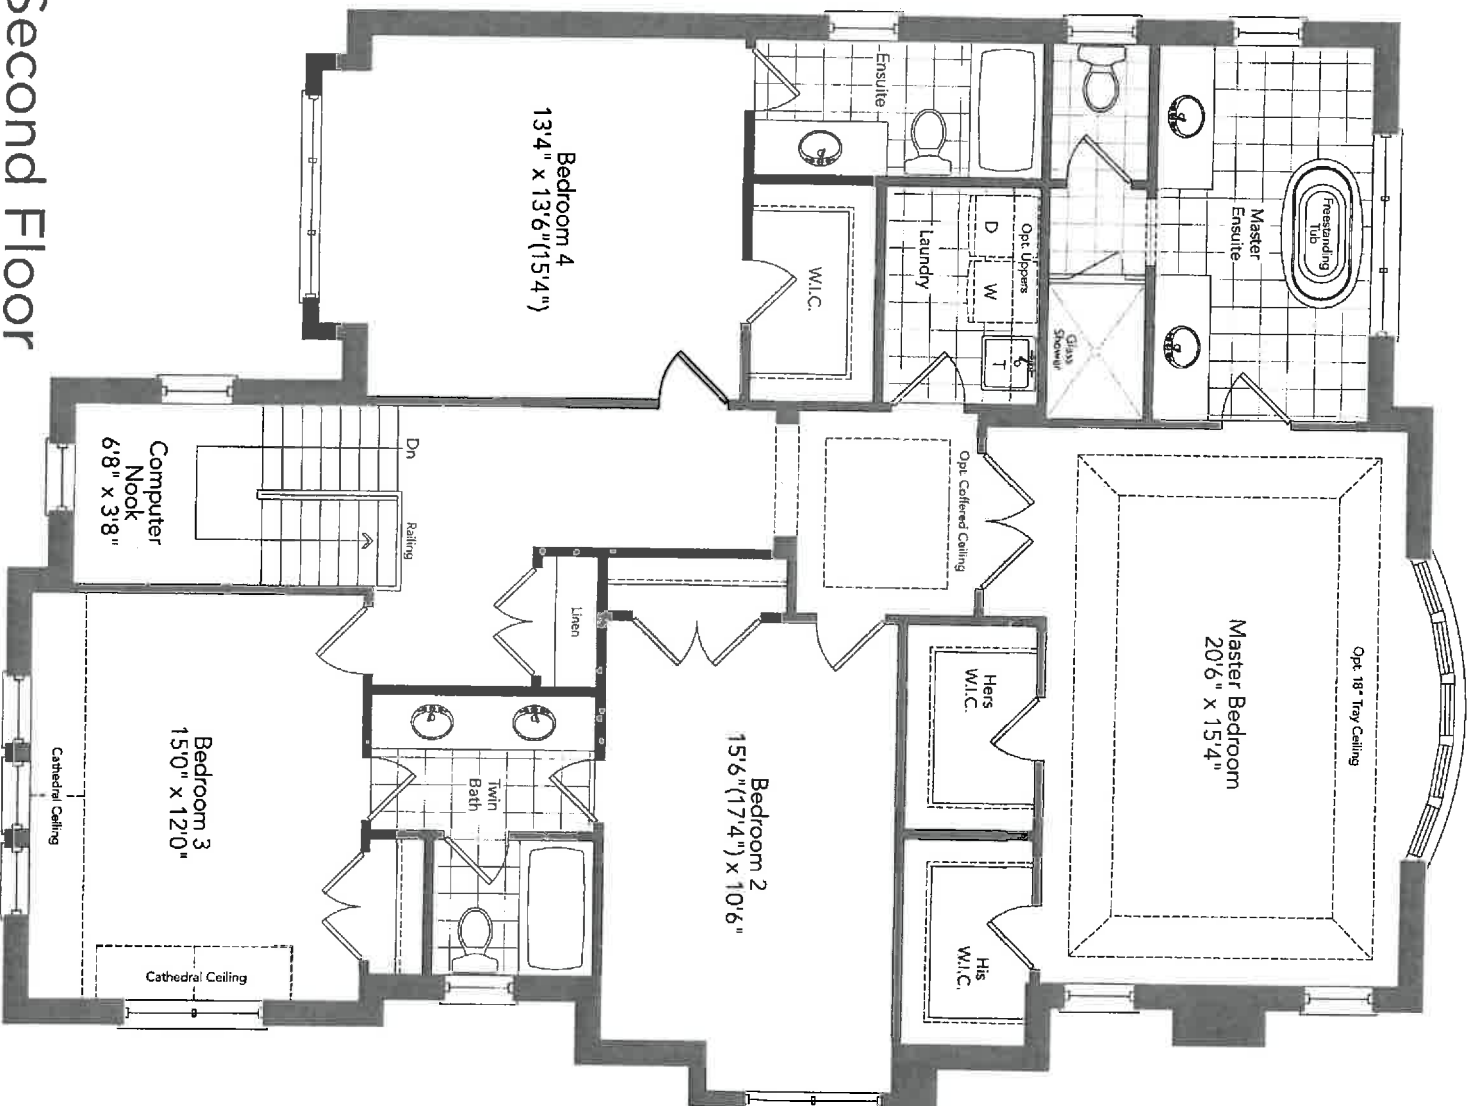 Second Floor
Opt. 18" Tray Ceiling
Master Bedroom
20'6" x 15'4"
Freestanding
Tub
Master
Ensuite
Glass
Shower
Opt. Uppers
D
W
T
Laundry
Ensuite
W.I.C.
Opt. Coffered Ceiling
Hers
W.I.C.
His
W.I.C.
Bedroom 4
13'4" x 13'6"(15'4")
Bedroom 2
15'6"(17'4") x 10'6"
Linen
Dn
Railing
Twin
Bath
Computer
Nook
6'8" x 3'8"
Bedroom 3
15'0" x 12'0"
Cathedral Ceiling
Cathedral Ceiling